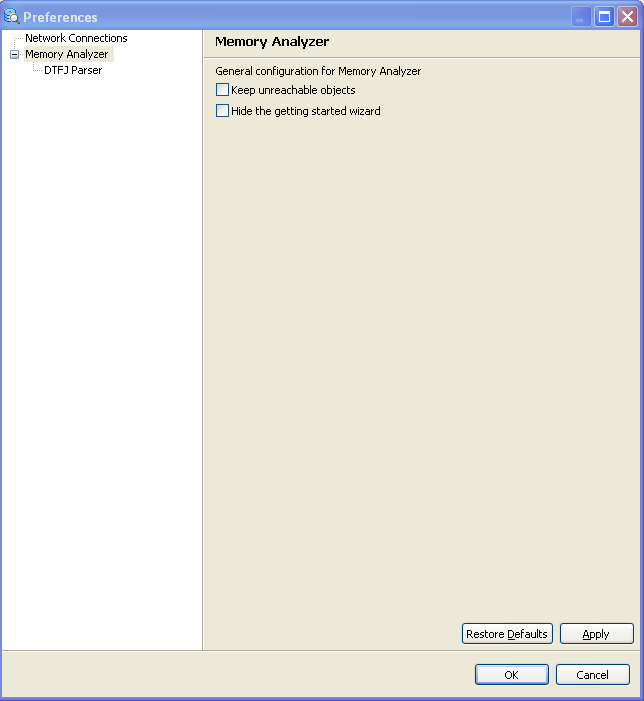 Preferences
Network Connections
Memory Analyzer
DTFJ Parser
Memory Analyzer
General configuration for Memory Analyzer
Keep unreachable objects
Hide the getting started wizard
Restore Defaults
Apply
OK
Cancel